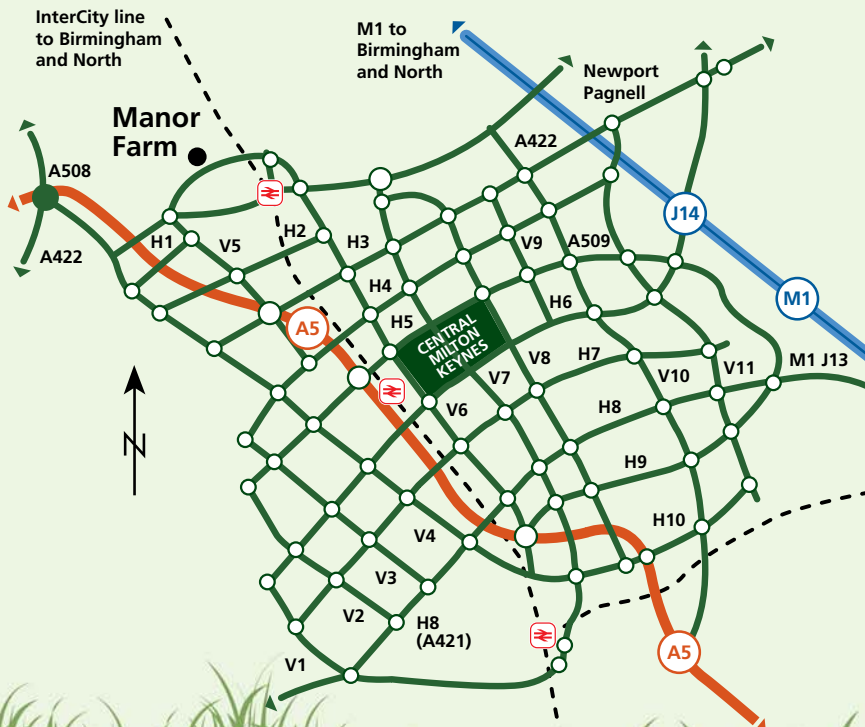 InterCity line
to Birmingham
and North
M1 to
Birmingham
and North
Newport
Pagnell
Manor
Farm
A422
A508
J14
H1
V5
H2
H3
V9
A509
A422
H4
M1
H6
H5
A5
CENTRAL
MILTON
KEYNES
V8
H7
V7
V10
V11
M1 J13
V6
H8
N
H9
H10
V4
V3
V2
H8
(A421)
A5
V1